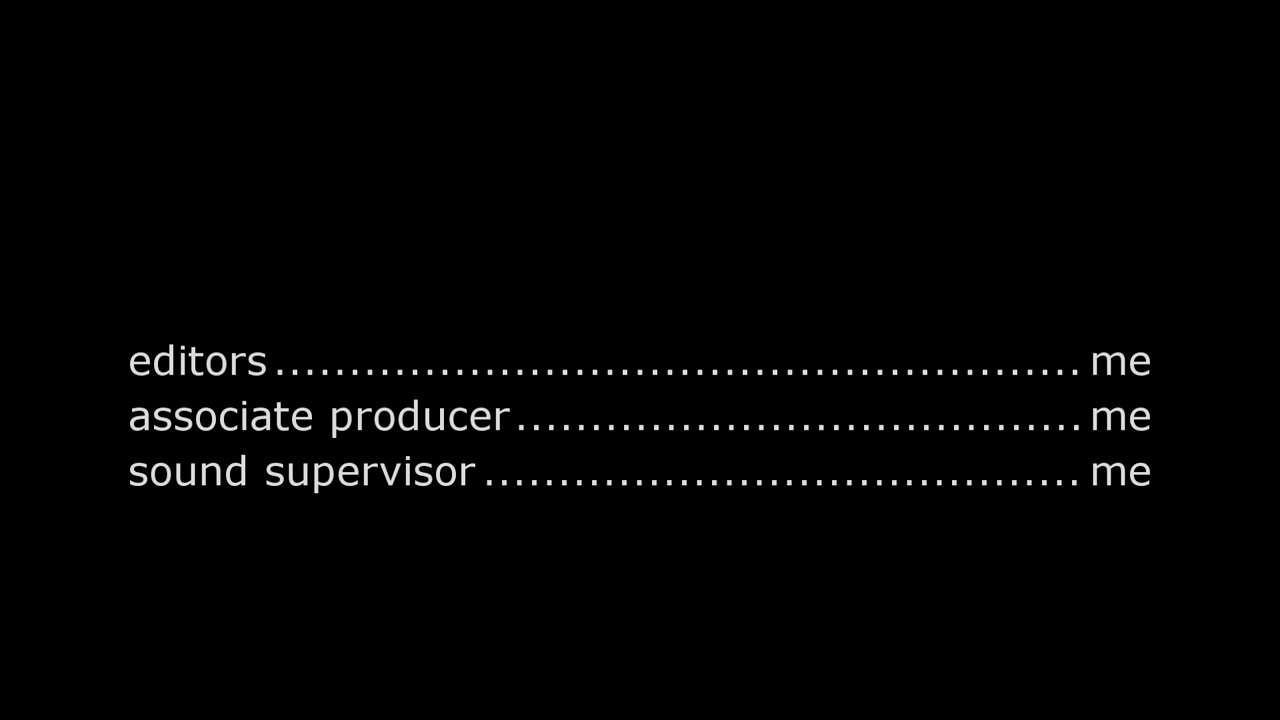 editors...................................................... me
associate producer...................................... me
sound supervisor........................................ me